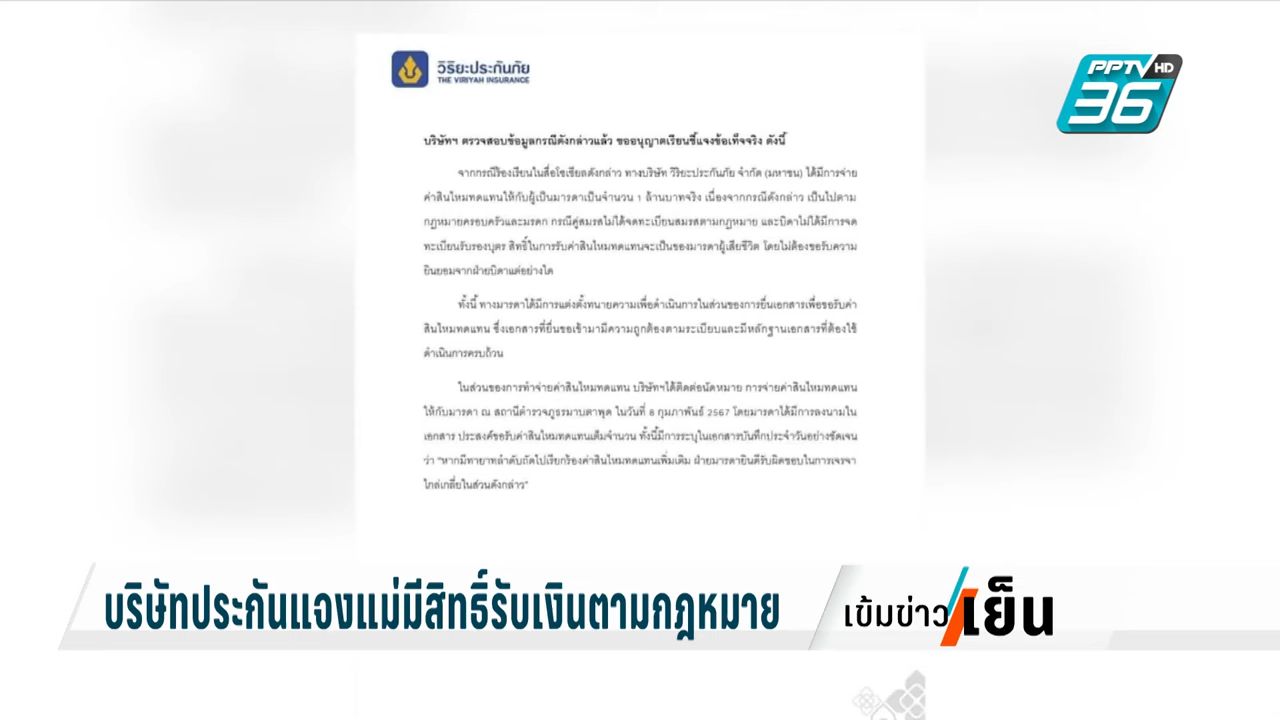 วิริยะประกันภัย
THE VIRIYAH INSURANCE
PPTV HD
36
บริษัทฯ ตรวจสอบข้อมูลกรณีดังกล่าวแล้ว ขออนุญาตเรียนชี้แจงข้อเท็จจริง ดังนี้
จากกรณีร้องเรียนในสื่อโซเชียลดังกล่าว ทางบริษัท วิริยะประกันภัย จำกัด (มหาชน) ได้มีการจ่าย
ค่าสินไหมทดแทนให้กับผู้เป็นมารดาเป็นจำนวน 1 ล้านบาทจริง เนื่องจากกรณีดังกล่าว เป็นไปตาม
กฎหมายครอบครัวและมรดก กรณีคู่สมรสไม่ได้จดทะเบียนสมรสตามกฎหมาย และบิดาไม่ได้มีการจด
ทะเบียนรับรองบุตร สิทธิ์ในการรับค่าสินไหมทดแทนจะเป็นของมารดาผู้เสียชีวิต โดยไม่ต้องขอรับความ
ยินยอมจากฝ่ายบิดาแต่อย่างใด
ทั้งนี้ ทางมารดาได้มีการแต่งตั้งทนายความเพื่อดำเนินการในส่วนของการยื่นเอกสารเพื่อขอรับค่า
สินไหมทดแทน ซึ่งเอกสารที่ยื่นขอเข้ามามีความถูกต้องตามระเบียบและมีหลักฐานเอกสารที่ต้องใช้
ดำเนินการครบถ้วน
ในส่วนของการทำจ่ายค่าสินไหมทดแทน บริษัทฯได้ติดต่อนัดหมาย การจ่ายค่าสินไหมทดแทน
ให้กับมารดา ณ สถานีตำรวจภูธรมาบตาพุด ในวันที่ 8 กุมภาพันธ์ 2567 โดยมารดาได้มีการลงนามใน
เอกสาร ประสงค์ขอรับค่าสินไหมทดแทนเต็มจำนวน ทั้งนี้มีการระบุในเอกสารบันทึกประจำวันอย่างชัดเจน
ว่า "หากมีทายาทลำดับถัดไปเรียกร้องค่าสินไหมทดแทนเพิ่มเติม ฝ่ายมารดายินดีรับผิดชอบในการเจรจา
ไกล่เกลี่ยในส่วนดังกล่าว"
บริษัทประกันแจงแม่มีสิทธิ์รับเงินตามกฎหมาย
เข้มข่าวเย็น